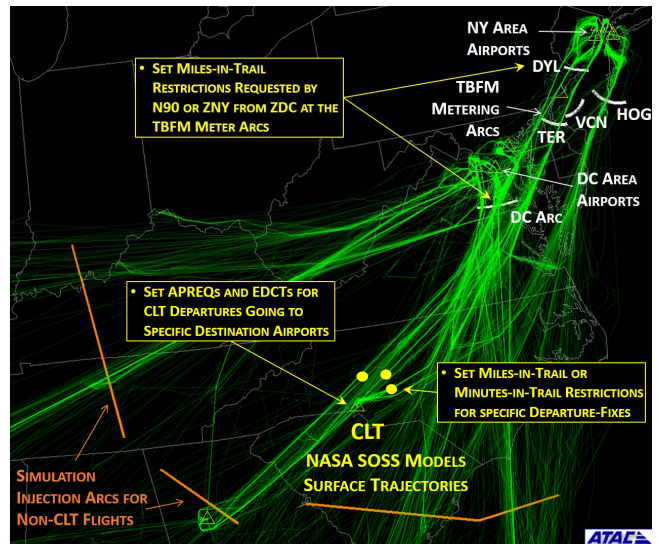 NY AREA
AIRPORTS
• SET MILES-IN-TRAIL
RESTRICTIONS REQUESTED BY
N90 OR ZNY FROM ZDC AT THE
TBFM METER ARCS
DYL
TBFM
METERING
ARCS
HOG
VCN
TER
DC AREA
AIRPORTS
DC ARC
• SET APREQS AND EDCTS FOR
CLT DEPARTURES GOING TO
SPECIFIC DESTINATION AIRPORTS
• SET MILES-IN-TRAIL OR
MINUTES-IN-TRAIL RESTRICTIONS
FOR SPECIFIC DEPARTURE-FIXES
CLT
NASA SOSS MODELS
SURFACE TRAJECTORIES
SIMULATION
INJECTION ARCS FOR
NON-CLT FLIGHTS
ATAC